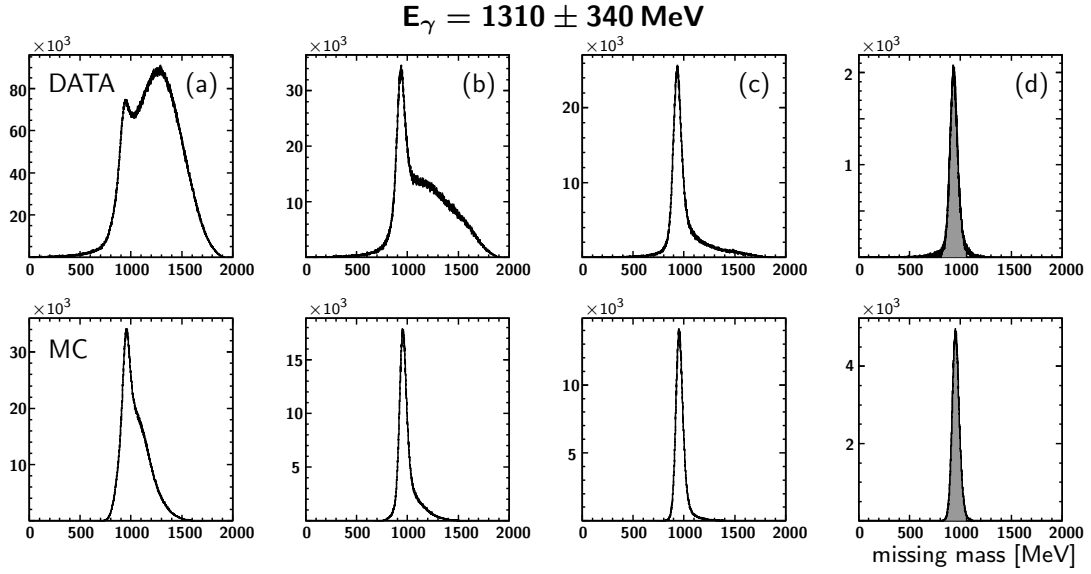 E_γ = 1310 ± 340 MeV
×10³ ×10³ ×10³ ×10³
DATA (a) (b) (c) (d)
80 60 40 20
30 20 10
20 10
2 1 0
0 500 1000 1500 2000
0 500 1000 1500 2000
0 500 1000 1500 2000
0 500 1000 1500 2000
×10³ ×10³ ×10³ ×10³
MC
30 20 10
15 10 5
10 5
4 2 0
0 500 1000 1500 2000
0 500 1000 1500 2000
0 500 1000 1500 2000
0 500 1000 1500 2000
missing mass [MeV]